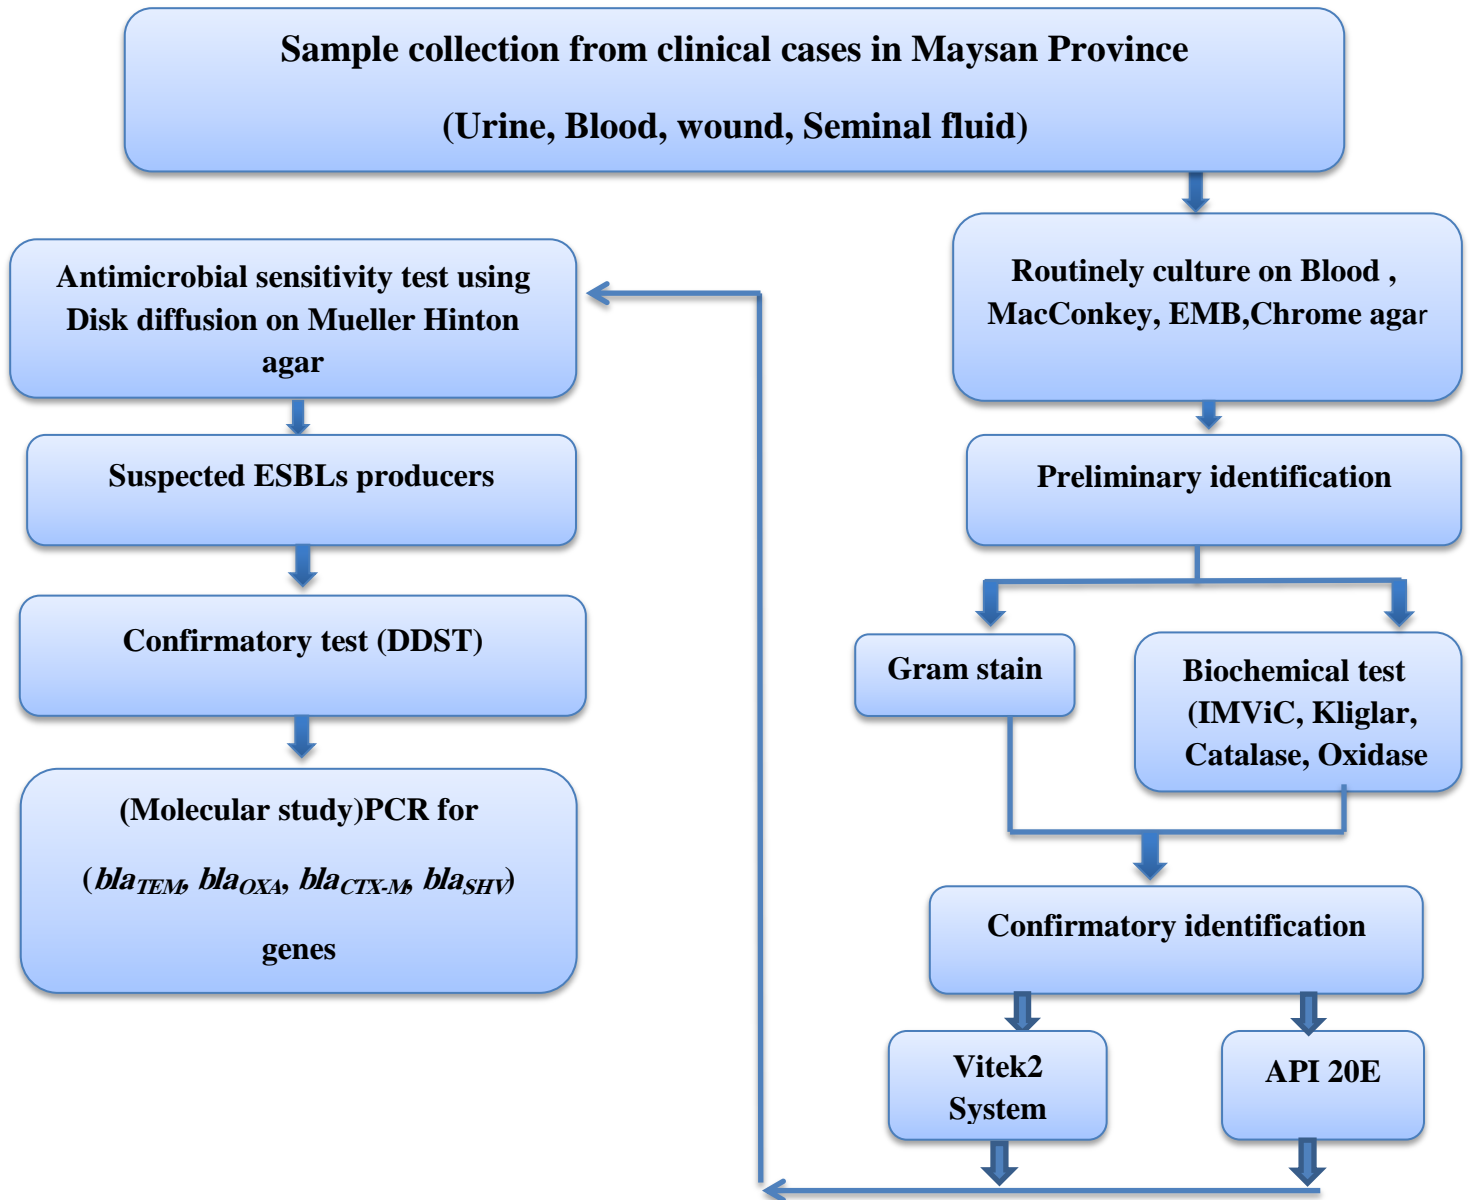 Sample collection from clinical cases in Maysan Province
(Urine, Blood, wound, Seminal fluid)
Routinely culture on Blood ,
MacConkey, EMB,Chrome agar
Preliminary identification
Gram stain
Biochemical test
(IMViC, Kliglar,
Catalase, Oxidase
Confirmatory identification
Vitek2
System
API 20E
Antimicrobial sensitivity test using
Disk diffusion on Mueller Hinton
agar
Suspected ESBLs producers
Confirmatory test (DDST)
(Molecular study)PCR for
(blaTEM, blaOXA, blaCTX-M, blaSHV)
genes